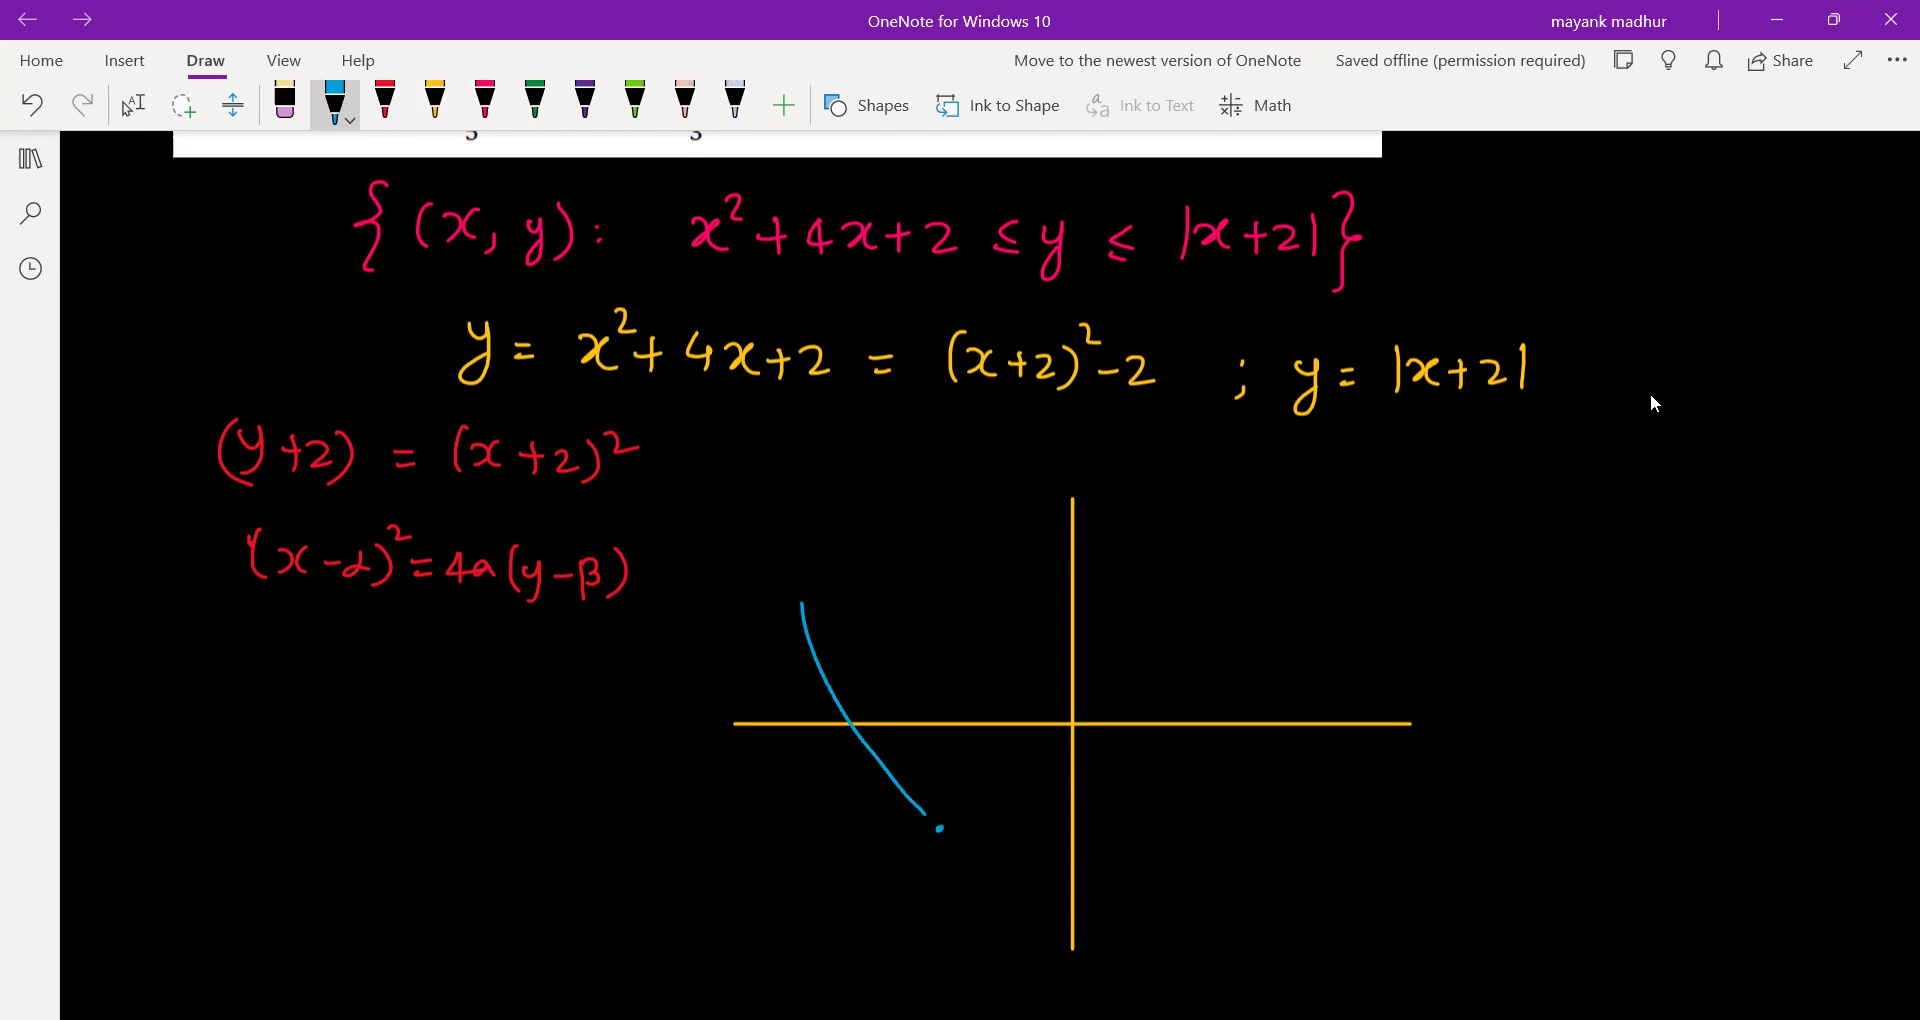 OneNote for Windows 10
mayank madhur
Home Insert Draw View Help
Move to the newest version of OneNote Saved offline (permission required) Share
Shapes Ink to Shape Ink to Text Math
{(x, y): x²+4x+2 ≤ y ≤ |x+2|}
y = x²+4x+2 = (x+2)²-2 ; y = |x+2|
(y+2) = (x+2)²
(x-α)² = 4a(y-β)